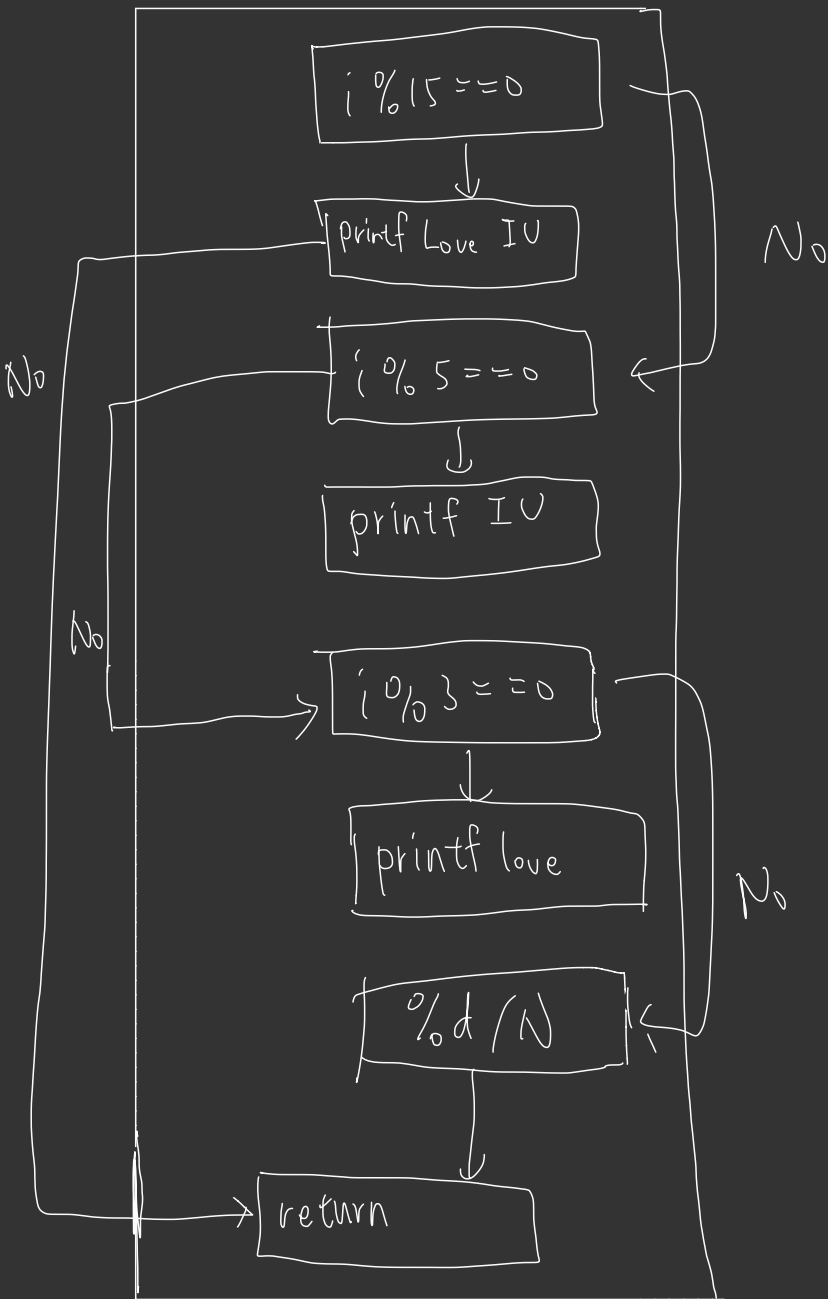 i % 15 == 0
printf Love IU
No
i % 5 == 0
No
printf IU
No
i % 3 == 0
printf love
No
%d /N
return